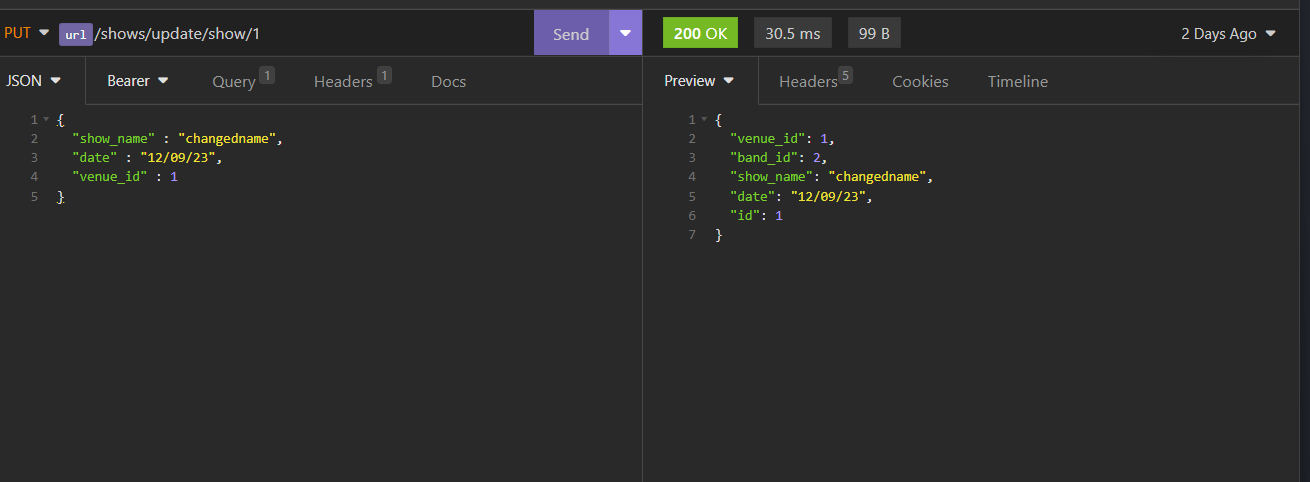 PUT url /shows/update/show/1 Send 200 OK 30.5 ms 99 B 2 Days Ago
JSON Bearer Query 1 Headers 1 Docs Preview Headers 5 Cookies Timeline
1 {
2 "show_name" : "changedname",
3 "date" : "12/09/23",
4 "venue_id" : 1
5 }
1 {
2 "venue_id": 1,
3 "band_id": 2,
4 "show_name": "changedname",
5 "date": "12/09/23",
6 "id": 1
7 }